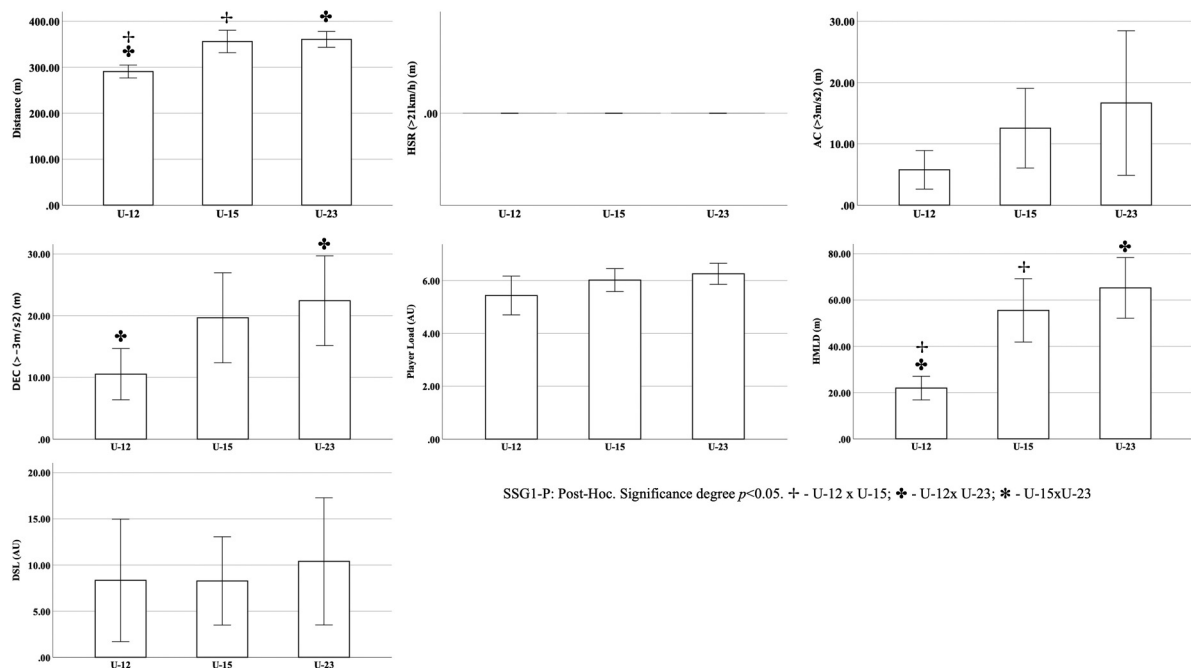 400.00
300.00
200.00
100.00
.00
Distance (m)
✢
✤
✢
✤
U-12 U-15 U-23
HSR (>21km/h) (m)
.00
U-12 U-15 U-23
30.00
20.00
10.00
.00
AC (>3m/s2) (m)
U-12 U-15 U-23
30.00
20.00
10.00
.00
DEC (>-3m/s2) (m)
✤
✤
U-12 U-15 U-23
6.00
4.00
2.00
.00
Player Load (AU)
U-12 U-15 U-23
80.00
60.00
40.00
20.00
.00
HMLD (m)
✢
✤
✢
✤
U-12 U-15 U-23
20.00
15.00
10.00
5.00
.00
DSL (AU)
U-12 U-15 U-23
SSG1-P: Post-Hoc. Significance degree p<0.05. ✢ - U-12 x U-15; ✤ - U-12x U-23; ✻ - U-15xU-23